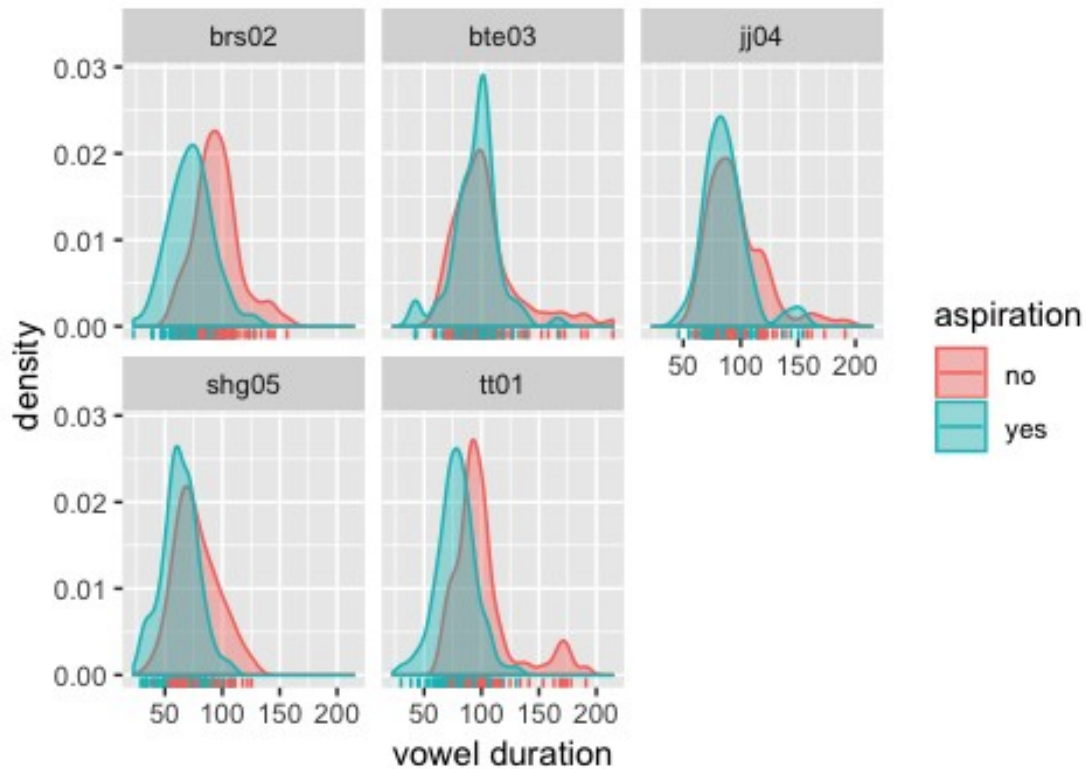 brs02 bte03 jj04
0.03
0.02
0.01
0.00
50 100 150 200
shg05 tt01
0.03
0.02
0.01
0.00
50 100 150 200 50 100 150 200
vowel duration
density
aspiration
no
yes